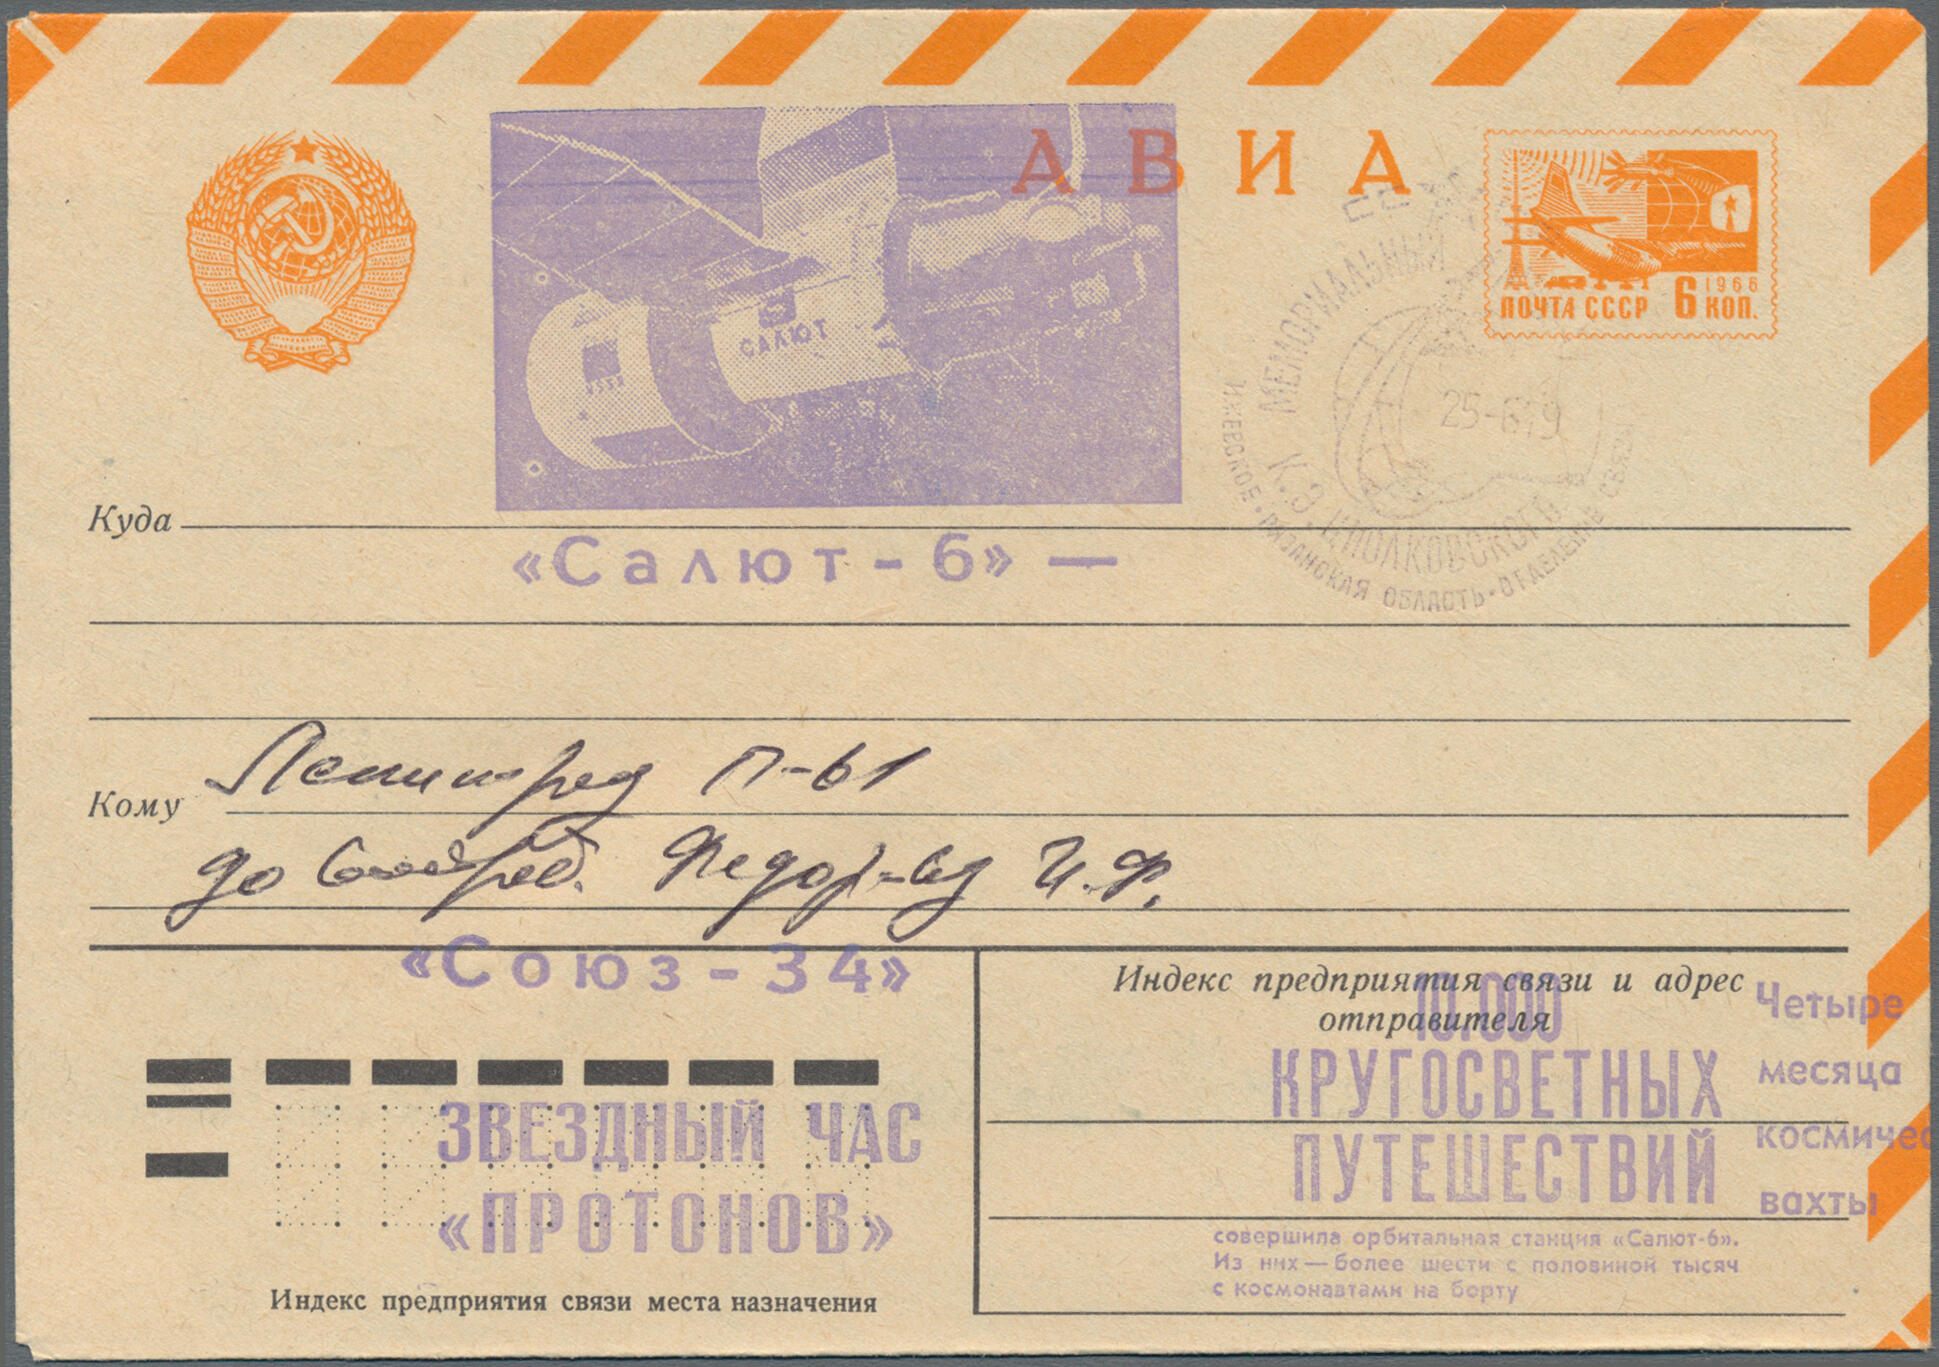 АВИА
1966
ПОЧТА СССР 6 КОП.
САЛЮТ
МЕМОРИАЛЬНЫЙ
К.Э. ЦИОЛКОВСКОГО
25-6 79
ИЖЕВСКОЕ • РЯЗАНСКАЯ ОБЛАСТЬ • ОТДЕЛЕНИЕ СВЯЗИ
Куда
«Салют-6» —
Ленинград П-61
Кому
до востреб. И.Ф.
«Союз-34»
Индекс предприятия связи и адрес
отправителя
10.000
КРУГОСВЕТНЫХ
ПУТЕШЕСТВИЙ
совершила орбитальная станция «Салют-6».
Из них — более шести с половиной тысяч
с космонавтами на борту
Четыре
месяца
космичес
вахты
ЗВЕЗДНЫЙ ЧАС
«ПРОТОНОВ»
Индекс предприятия связи места назначения